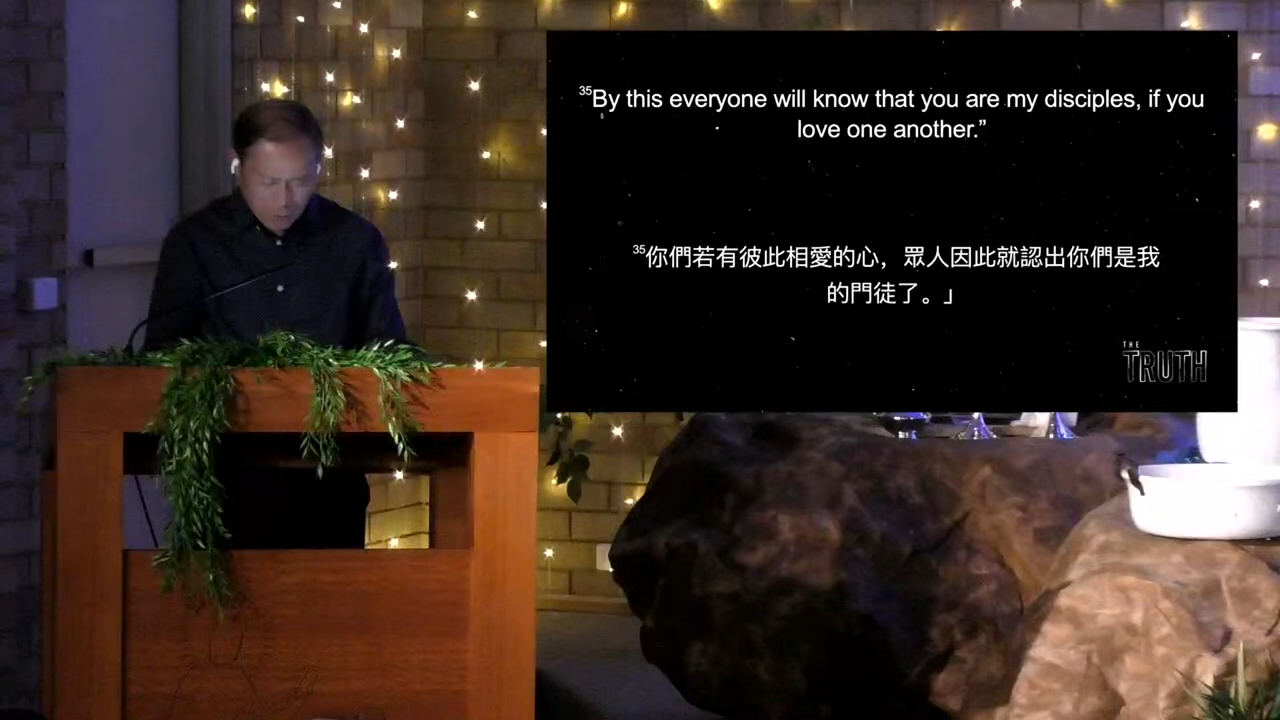 ³⁵By this everyone will know that you are my disciples, if you
love one another.”
³⁵你們若有彼此相愛的心，眾人因此就認出你們是我
的門徒了。」
THE
TRUTH